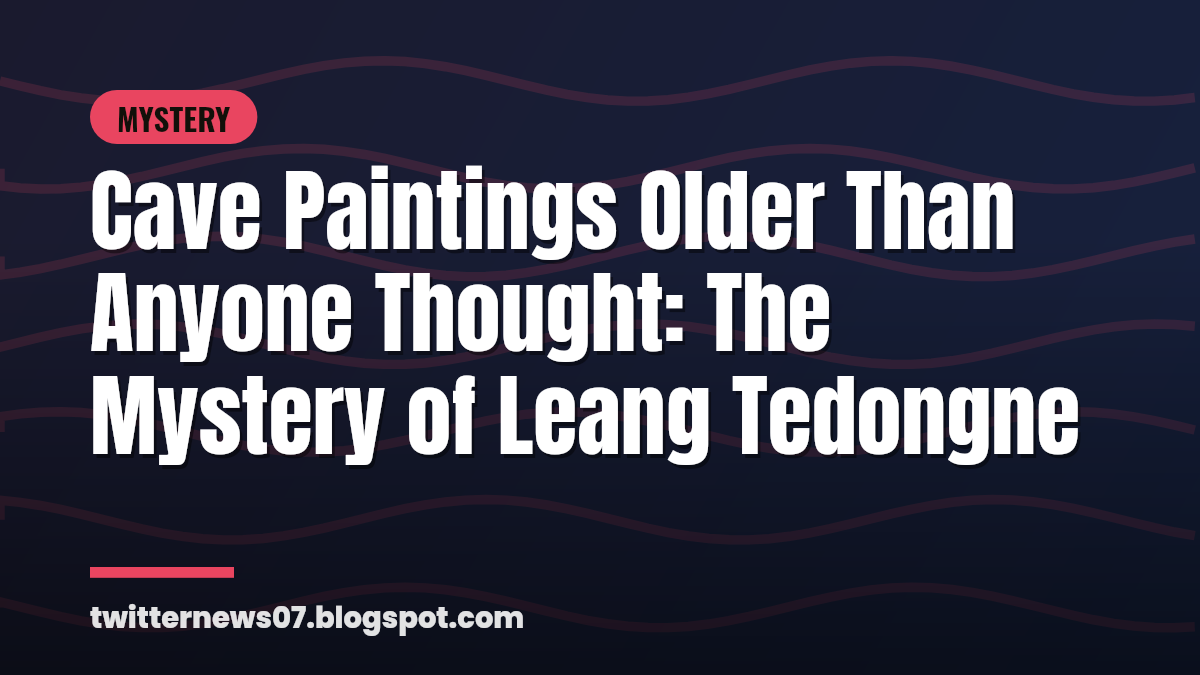 MYSTERY
Cave Paintings Older Than
Anyone Thought: The
Mystery of Leang Tedongne
twitternews07.blogspot.com